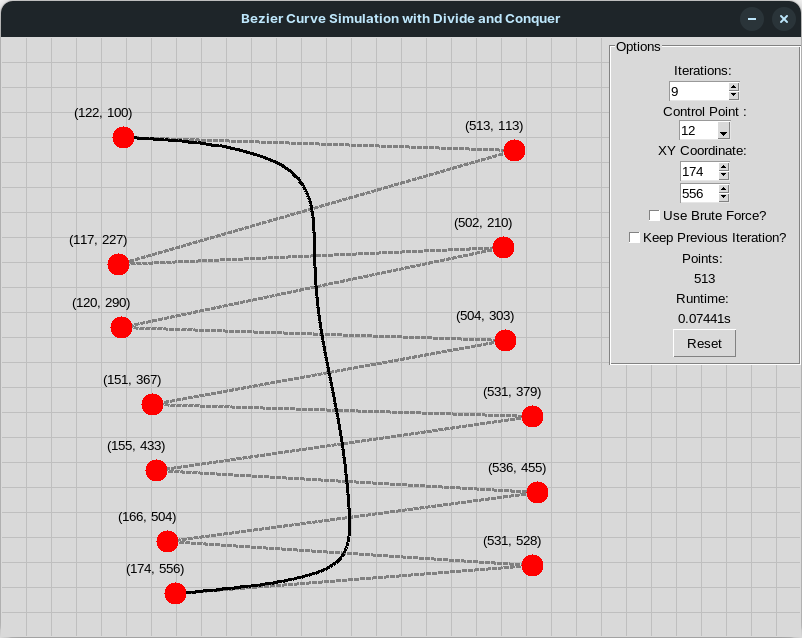 Bezier Curve Simulation with Divide and Conquer
Options
Iterations:
9
Control Point :
12
XY Coordinate:
174
556
Use Brute Force?
Keep Previous Iteration?
Points:
513
Runtime:
0.07441s
Reset
(122, 100)
(513, 113)
(502, 210)
(117, 227)
(120, 290)
(504, 303)
(151, 367)
(531, 379)
(155, 433)
(536, 455)
(166, 504)
(531, 528)
(174, 556)